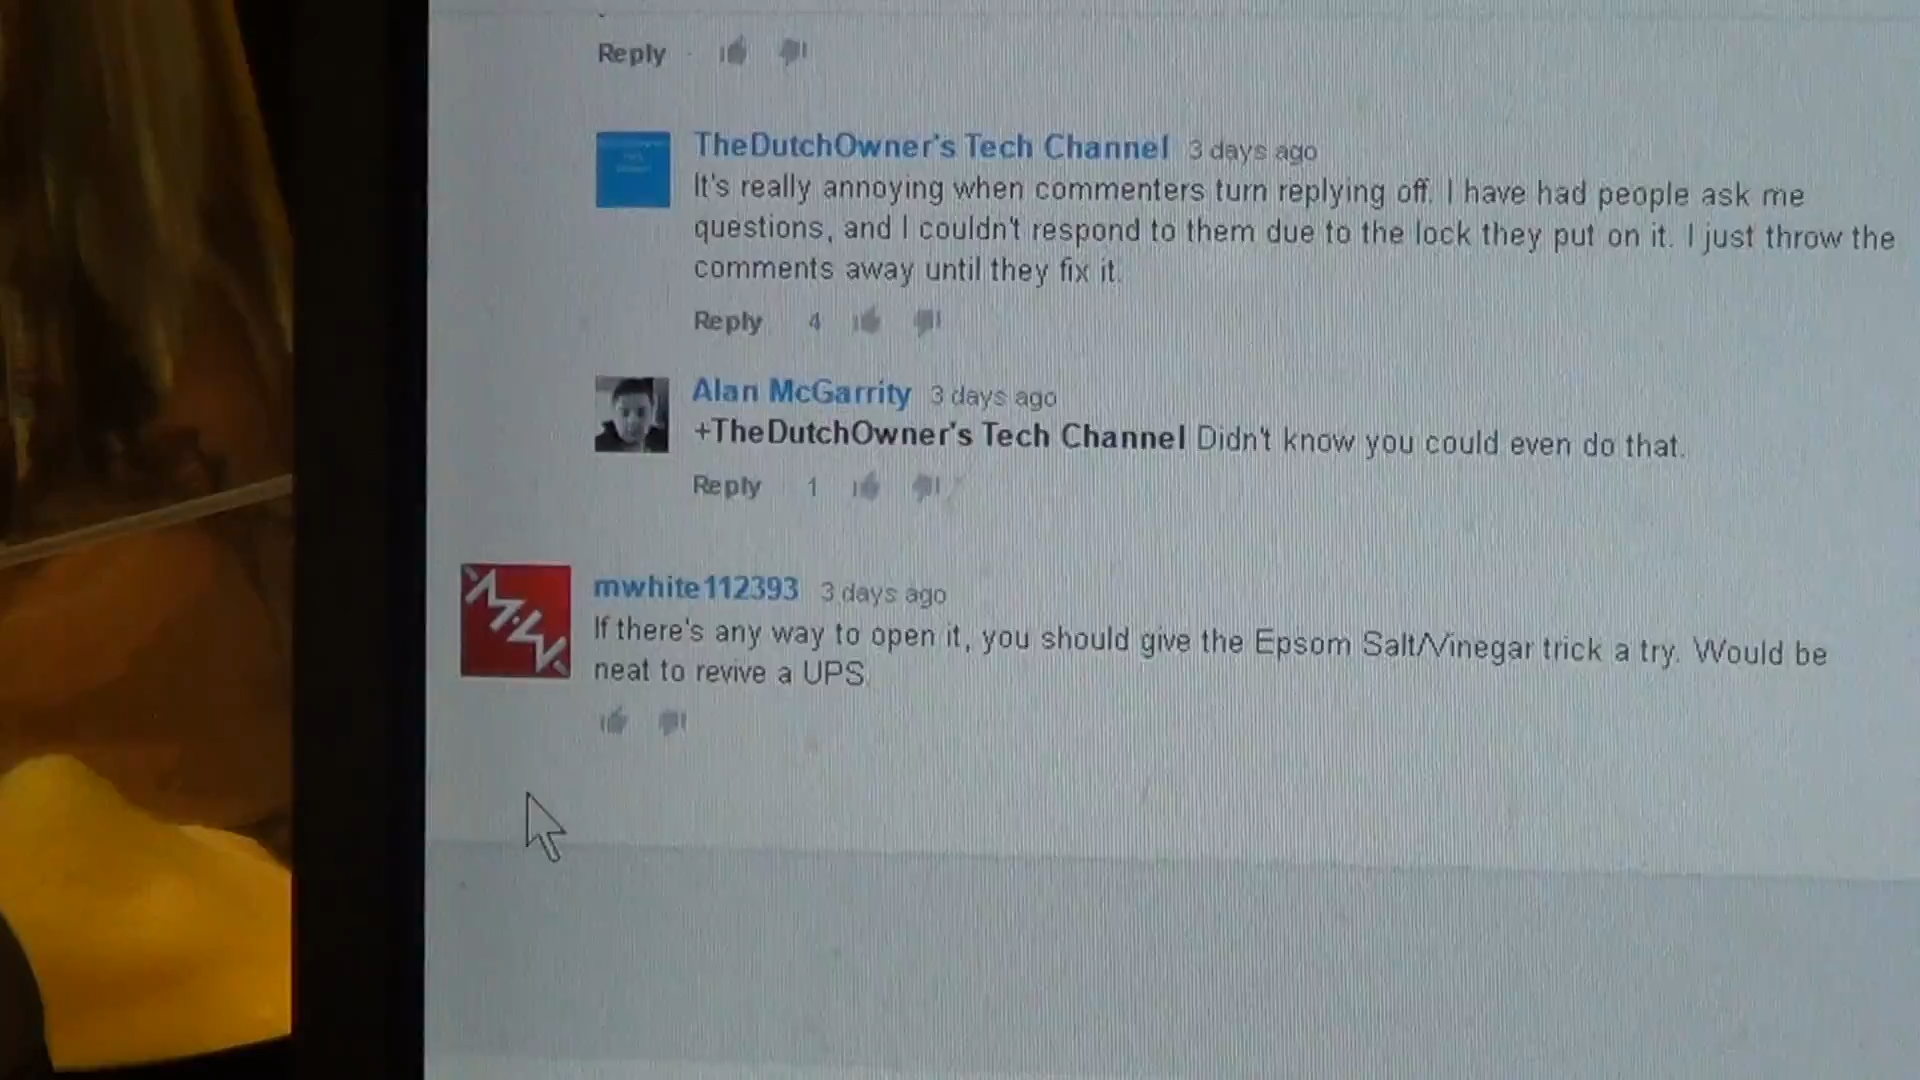 Reply
TheDutchOwner's Tech Channel 3 days ago
It's really annoying when commenters turn replying off. I have had people ask me
questions, and I couldn't respond to them due to the lock they put on it. I just throw the
comments away until they fix it.
Reply 4
Alan McGarrity 3 days ago
+TheDutchOwner's Tech Channel Didn't know you could even do that.
Reply 1
M.W.
mwhite112393 3 days ago
If there's any way to open it, you should give the Epsom Salt/Vinegar trick a try. Would be
neat to revive a UPS.